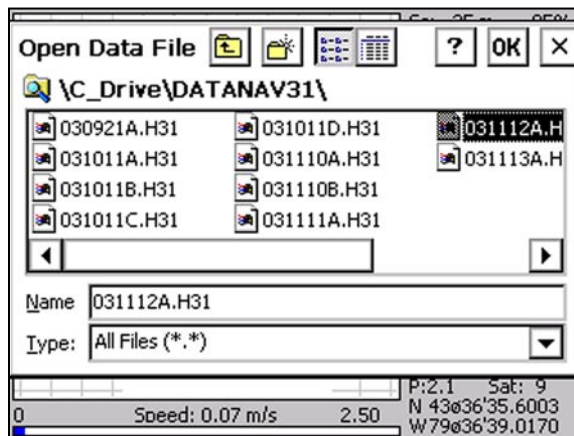 Open Data File ? OK ×
\C_Drive\DATANAV31\
030921A.H31 031011D.H31 031112A.H
031011A.H31 031110A.H31 031113A.H
031011B.H31 031110B.H31
031011C.H31 031111A.H31
Name 031112A.H31
Type: All Files (*.*)
P:2.1 Sat: 9
0 Speed: 0.07 m/s 2.50 N 43ø36'35.6003
W79ø36'39.0170